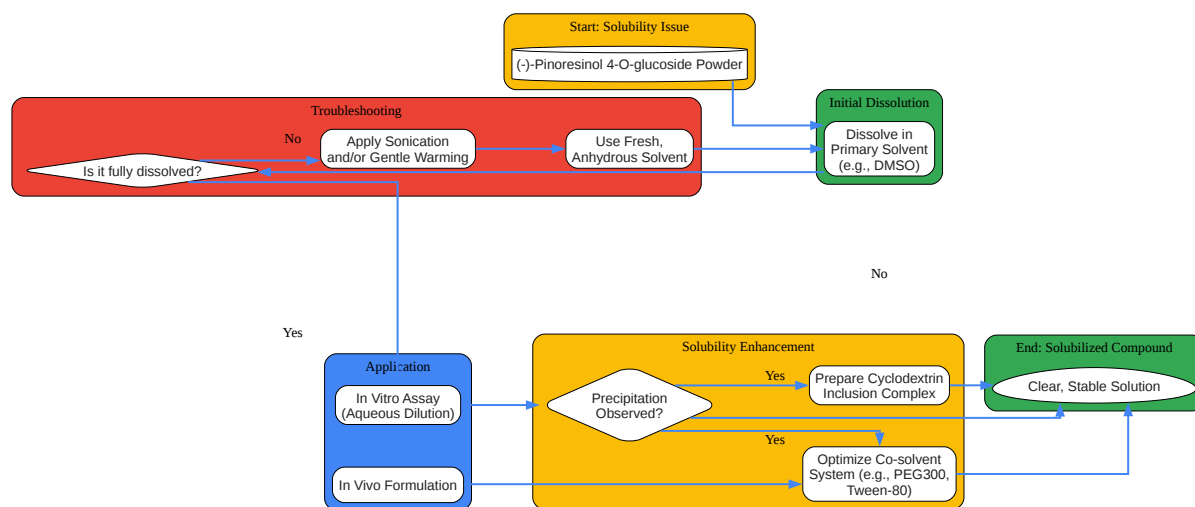 Start: Solubility Issue
(-)-Pinoresinol 4-O-glucoside Powder
Troubleshooting
Initial Dissolution
No
Apply Sonication
and/or Gentle Warming
Use Fresh,
Anhydrous Solvent
Dissolve in
Primary Solvent
(e.g., DMSO)
Is it fully dissolved?
No
Yes
Application
Solubility Enhancement
End: Solubilized Compound
In Vitro Assay
(Aqueous Dilution)
Precipitation
Observed?
Yes
Prepare Cyclodextrin
Inclusion Complex
Clear, Stable Solution
Yes
In Vivo Formulation
Optimize Co-solvent
System (e.g., PEG300,
Tween-80)